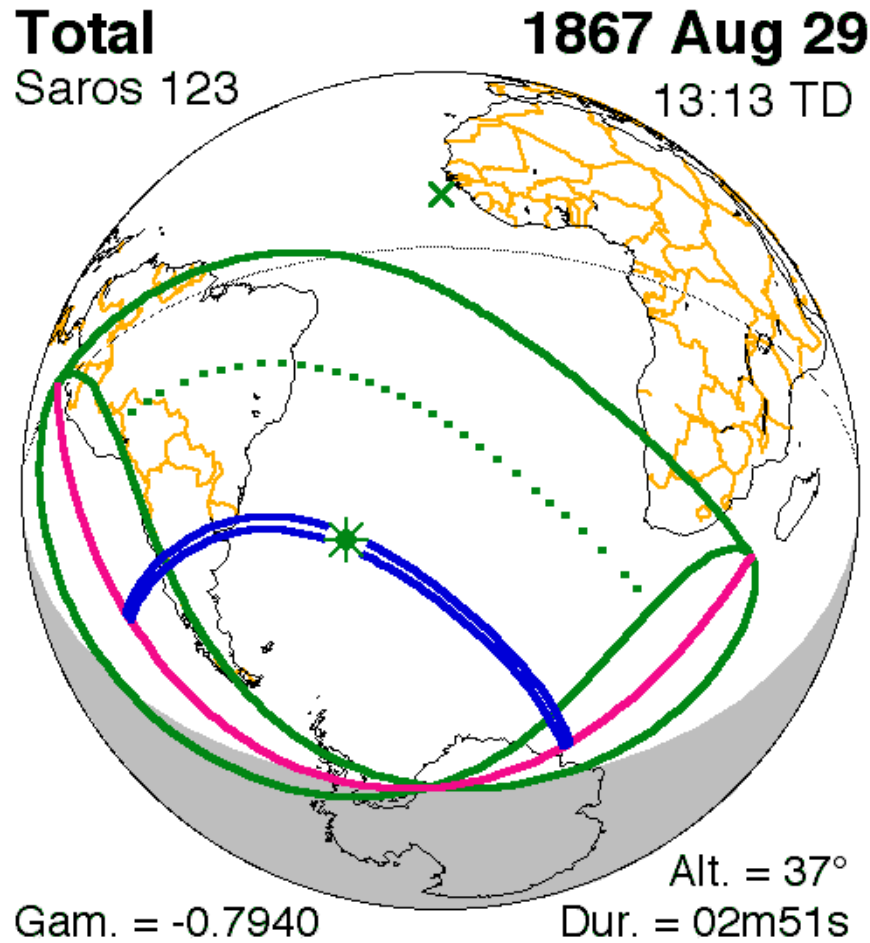 Total
1867 Aug 29
Saros 123
13:13 TD
Alt. = 37°
Gam. = -0.7940
Dur. = 02m51s